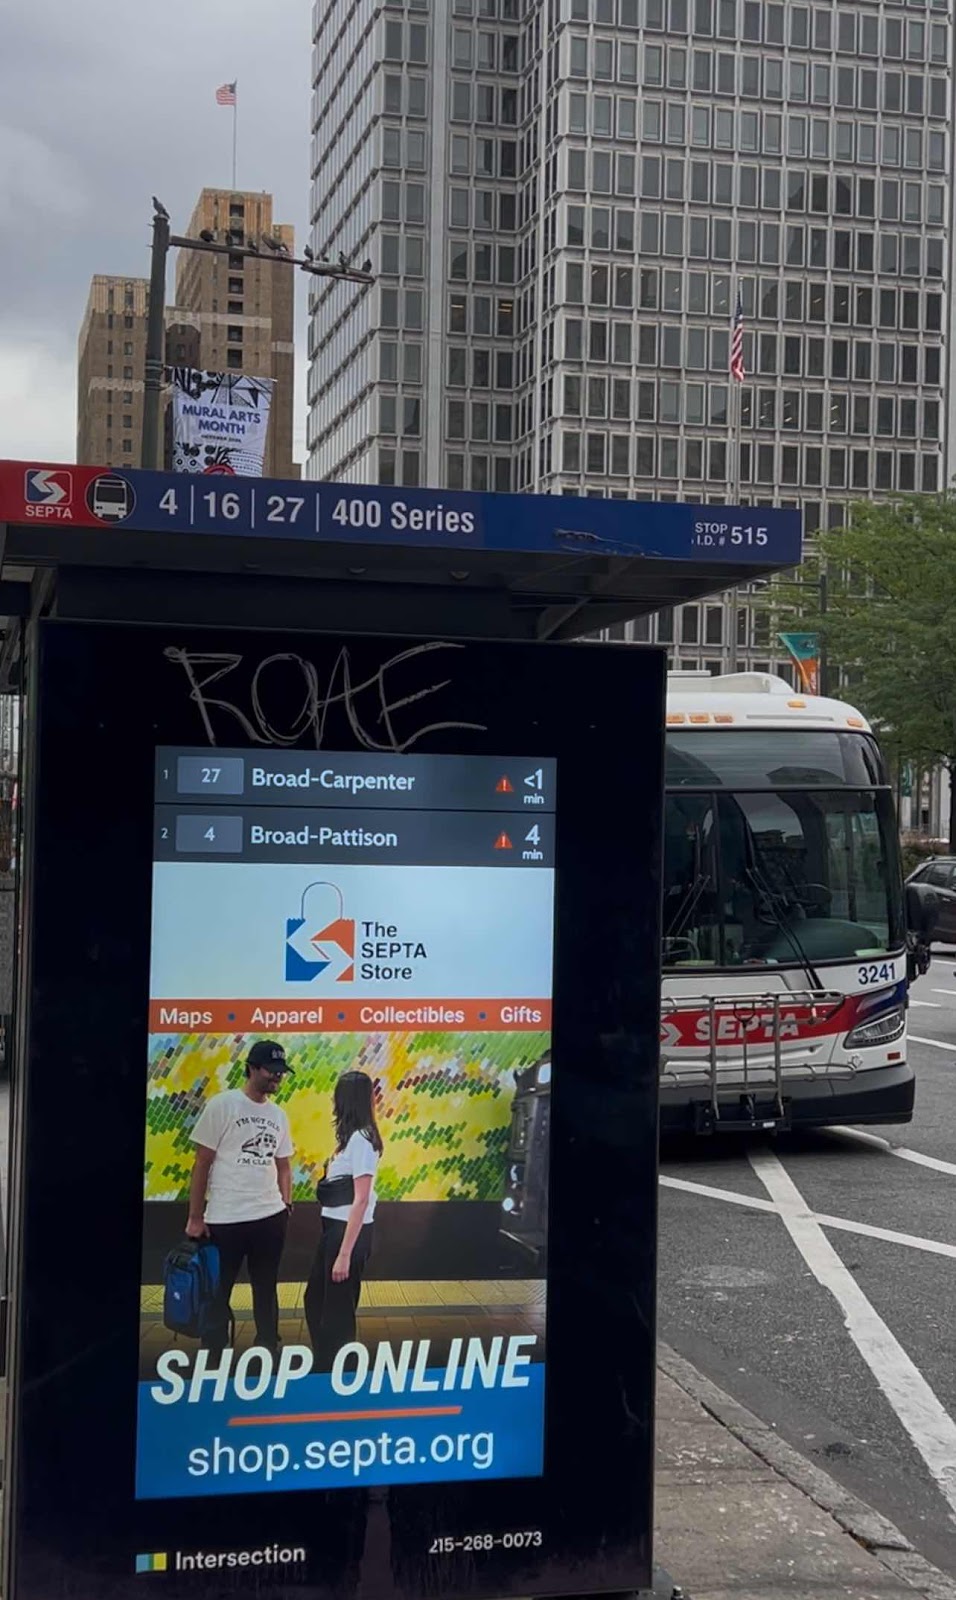 MURAL ARTS
MONTH
SEPTA
4 | 16 | 27 | 400 Series
STOP
I.D. # 515
ROAE
1 27 Broad-Carpenter <1
min
2 4 Broad-Pattison 4
min
The
SEPTA
Store
Maps • Apparel • Collectibles • Gifts
I'M NOT OLD
SHOP ONLINE
shop.septa.org
Intersection
215-268-0073
3241
SEPTA